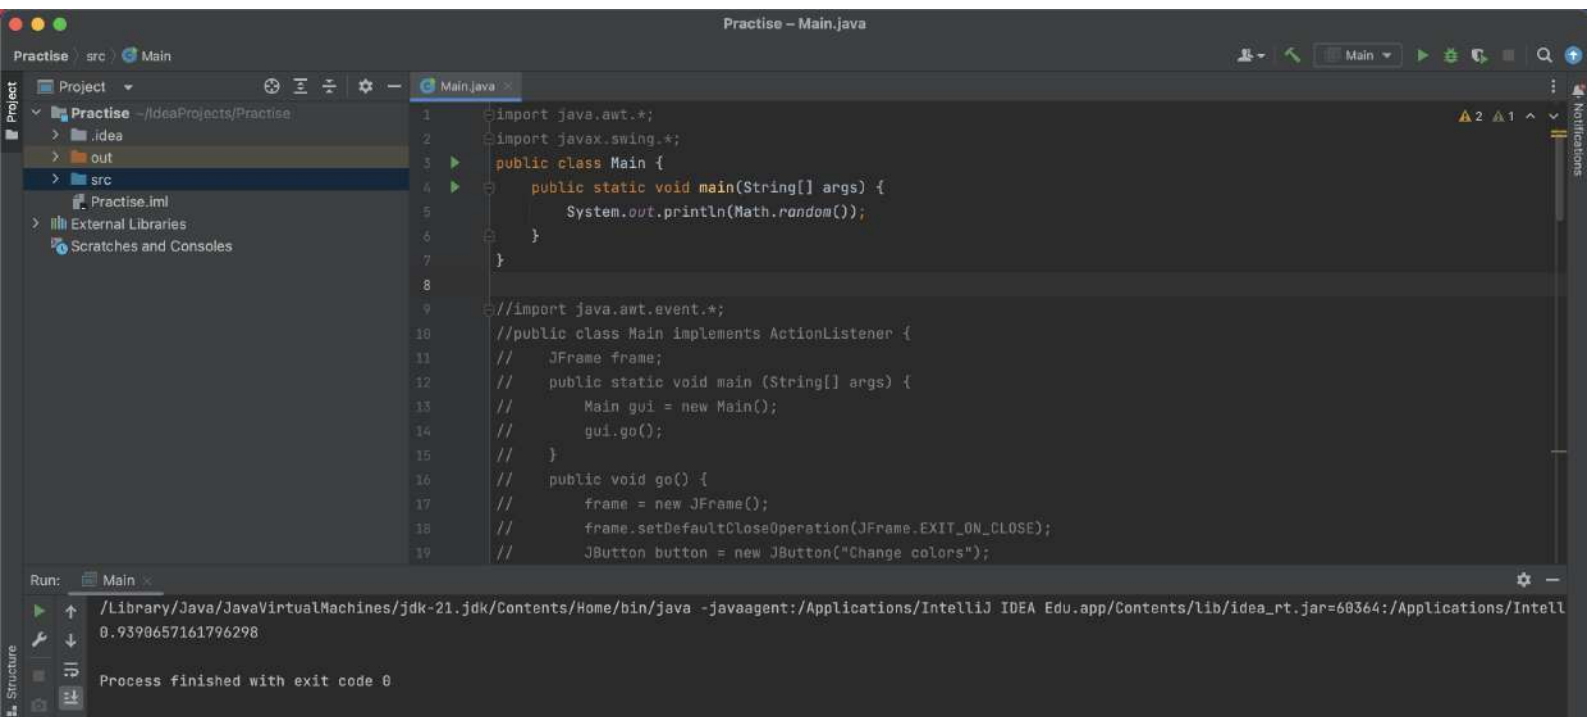 Practise – Main.java
Practise src Main
Main
Project
Project
Main.java
Practise ~/IdeaProjects/Practise
.idea
out
src
Practise.iml
External Libraries
Scratches and Consoles
2 1
Notifications
1 import java.awt.*;
2 import javax.swing.*;
3 public class Main {
4 public static void main(String[] args) {
5 System.out.println(Math.random());
6 }
7 }
8
9 //import java.awt.event.*;
10 //public class Main implements ActionListener {
11 // JFrame frame;
12 // public static void main (String[] args) {
13 // Main gui = new Main();
14 // gui.go();
15 // }
16 // public void go() {
17 // frame = new JFrame();
18 // frame.setDefaultCloseOperation(JFrame.EXIT_ON_CLOSE);
19 // JButton button = new JButton("Change colors");
Run: Main
/Library/Java/JavaVirtualMachines/jdk-21.jdk/Contents/Home/bin/java -javaagent:/Applications/IntelliJ IDEA Edu.app/Contents/lib/idea_rt.jar=60364:/Applications/Intell
0.9390657161796298
Process finished with exit code 0
Structure